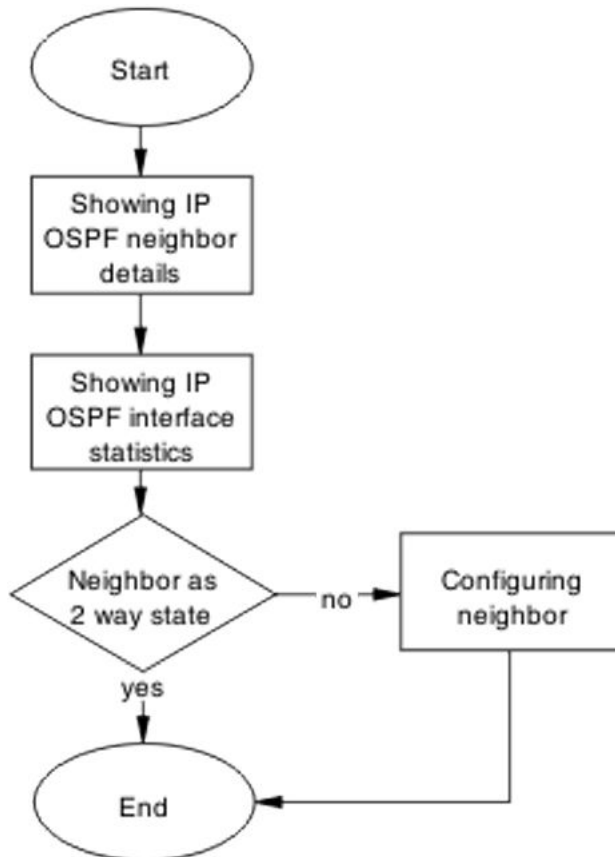 Start
Showing IP
OSPF neighbor
details
Showing IP
OSPF interface
statistics
Neighbor as
2 way state
no
Configuring
neighbor
yes
End